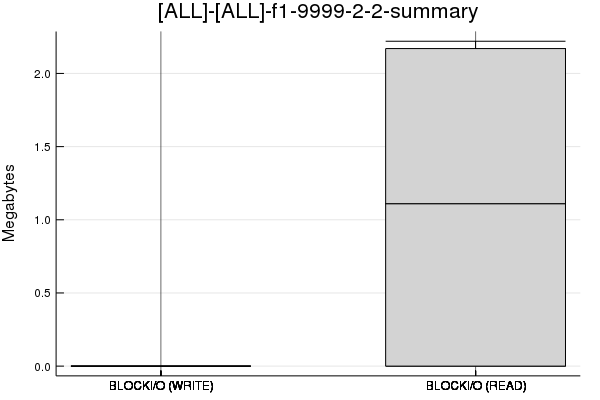 [ALL]-[ALL]-f1-9999-2-2-summary
Megabytes
2.0
1.5
1.0
0.5
0.0
BLOCKI/O (WRITE)
BLOCKI/O (READ)